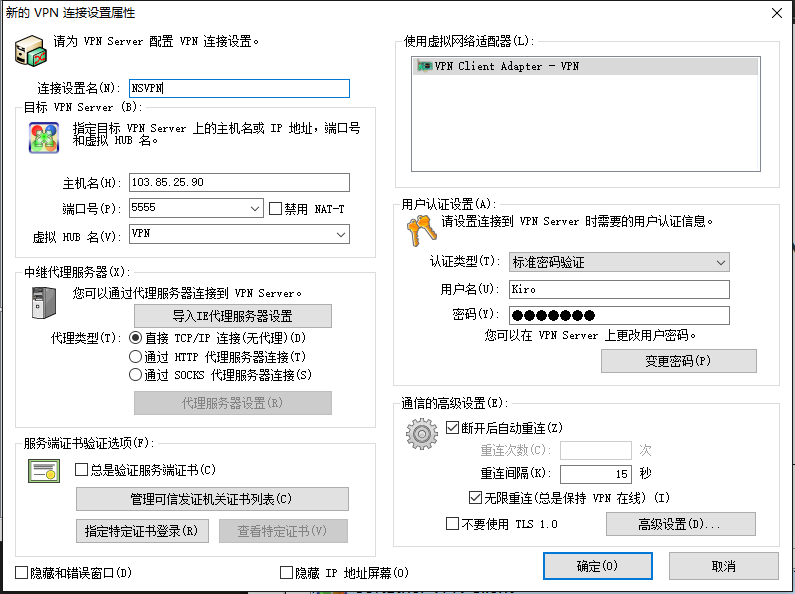 新的 VPN 连接设置属性
请为 VPN Server 配置 VPN 连接设置。
连接设置名(N): NSVPN
目标 VPN Server (B):
指定目标 VPN Server 上的主机名或 IP 地址，端口号
和虚拟 HUB 名。
主机名(H): 103.85.25.90
端口号(P): 5555 禁用 NAT-T
虚拟 HUB 名(V): VPN
中继代理服务器(X):
您可以通过代理服务器连接到 VPN Server。
导入IE代理服务器设置
代理类型(T): 直接 TCP/IP 连接(无代理)(D)
通过 HTTP 代理服务器连接(T)
通过 SOCKS 代理服务器连接(S)
代理服务器设置(R)
服务端证书验证选项(F):
总是验证服务端证书(C)
管理可信发证机关证书列表(C)
指定特定证书登录(R) 查看特定证书(V)
隐藏和错误窗口(D) 隐藏 IP 地址屏幕(O)
使用虚拟网络适配器(L):
VPN Client Adapter - VPN
用户认证设置(A):
请设置连接到 VPN Server 时需要的用户认证信息。
认证类型(T): 标准密码验证
用户名(U): Kiro
密码(Y): ●●●●●●●
您可以在 VPN Server 上更改用户密码。
变更密码(P)
通信的高级设置(E):
断开后自动重连(Z)
重连次数(C): 次
重连间隔(K): 15 秒
无限重连(总是保持 VPN 在线) (I)
不要使用 TLS 1.0 高级设置(D)...
确定(O) 取消